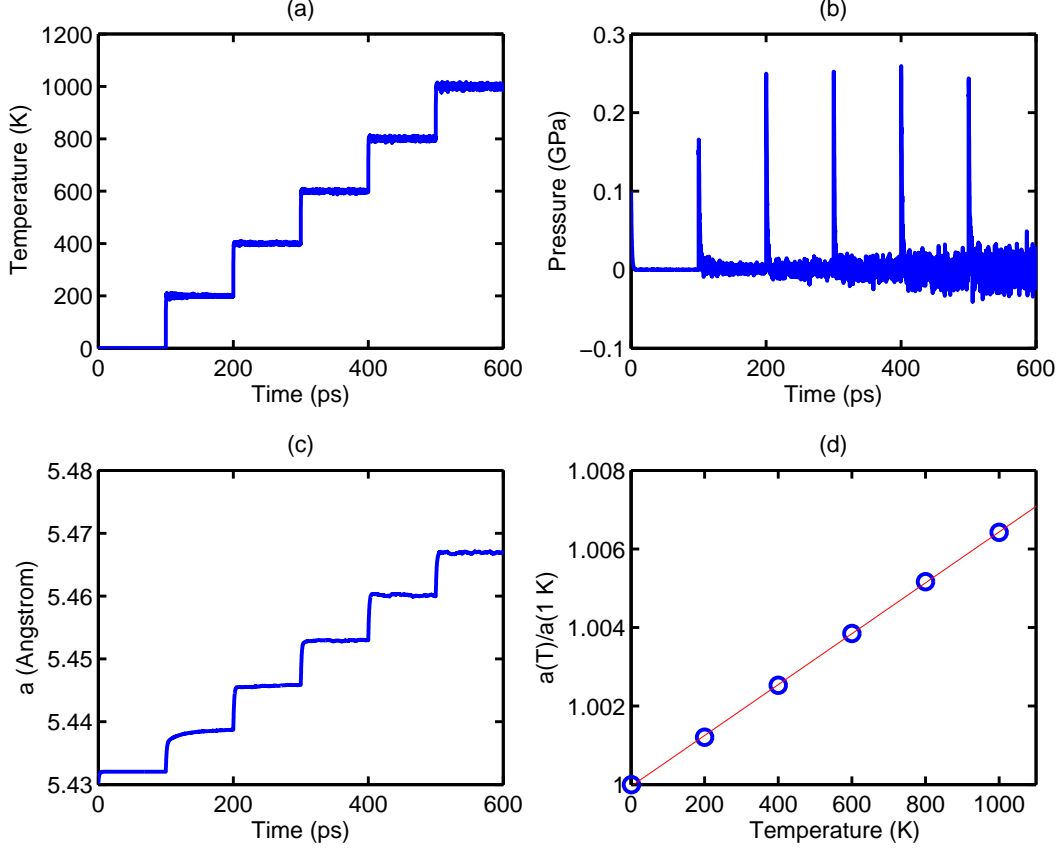 (a)
1200
1000
800
600
400
200
0
0 200 400 600
Time (ps)
Temperature (K)
(b)
0.3
0.2
0.1
0
−0.1
0 200 400 600
Time (ps)
Pressure (GPa)
(c)
5.48
5.47
5.46
5.45
5.44
5.43
0 200 400 600
Time (ps)
a (Angstrom)
(d)
1.008
1.006
1.004
1.002
1
0 200 400 600 800 1000
Temperature (K)
a(T)/a(1 K)